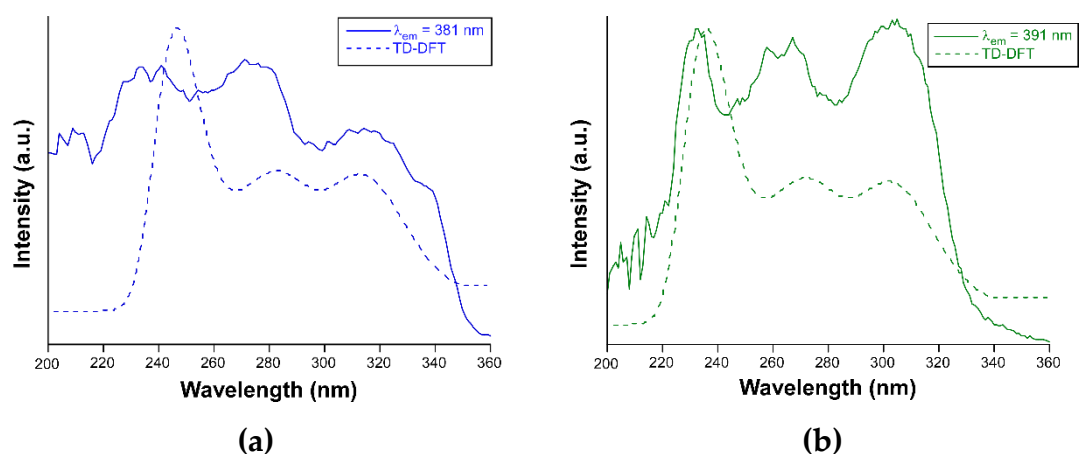 λem = 381 nm
TD-DFT
Intensity (a.u.)
200 220 240 260 280 300 320 340 360
Wavelength (nm)
(a)
λem = 391 nm
TD-DFT
Intensity (a.u.)
200 220 240 260 280 300 320 340 360
Wavelength (nm)
(b)